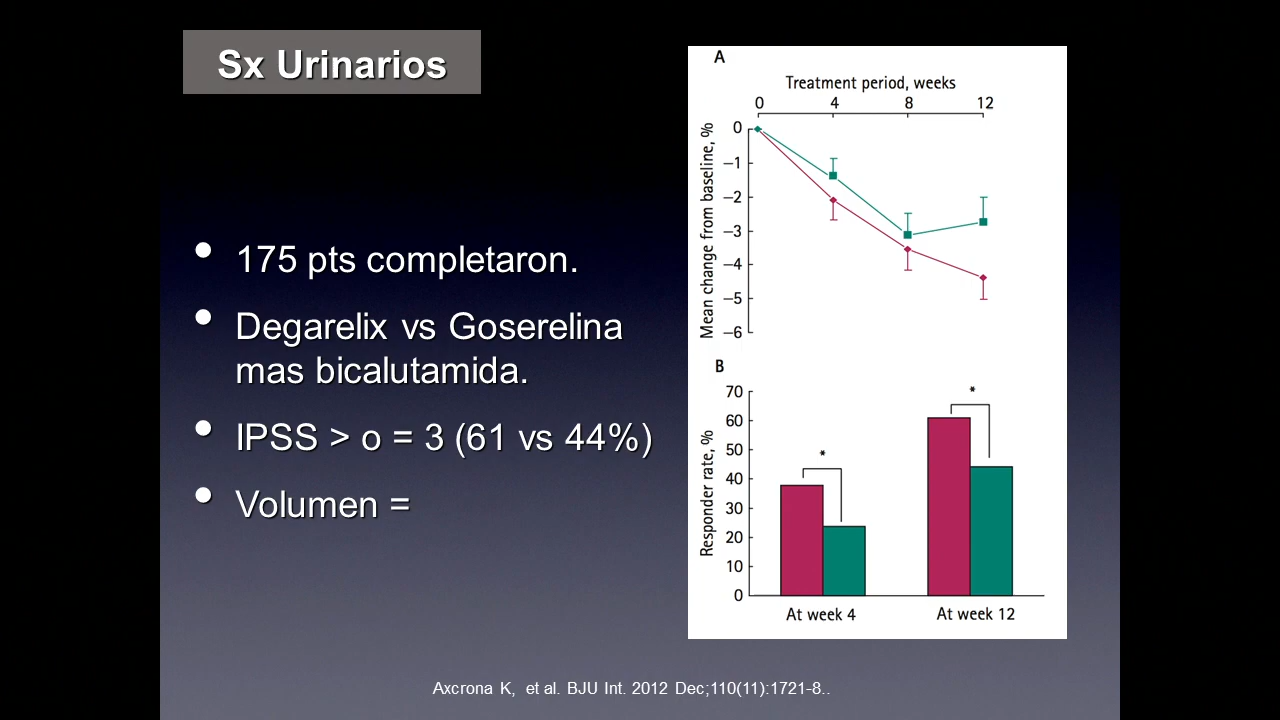 Sx Urinarios
• 175 pts completaron.
• Degarelix vs Goserelina
mas bicalutamida.
• IPSS > o = 3 (61 vs 44%)
• Volumen =
A
Treatment period, weeks
0 4 8 12
Mean change from baseline, %
0
–1
–2
–3
–4
–5
–6
B
Responder rate, %
70
60
50
40
30
20
10
0
* *
At week 4 At week 12
Axcrona K, et al. BJU Int. 2012 Dec;110(11):1721-8..